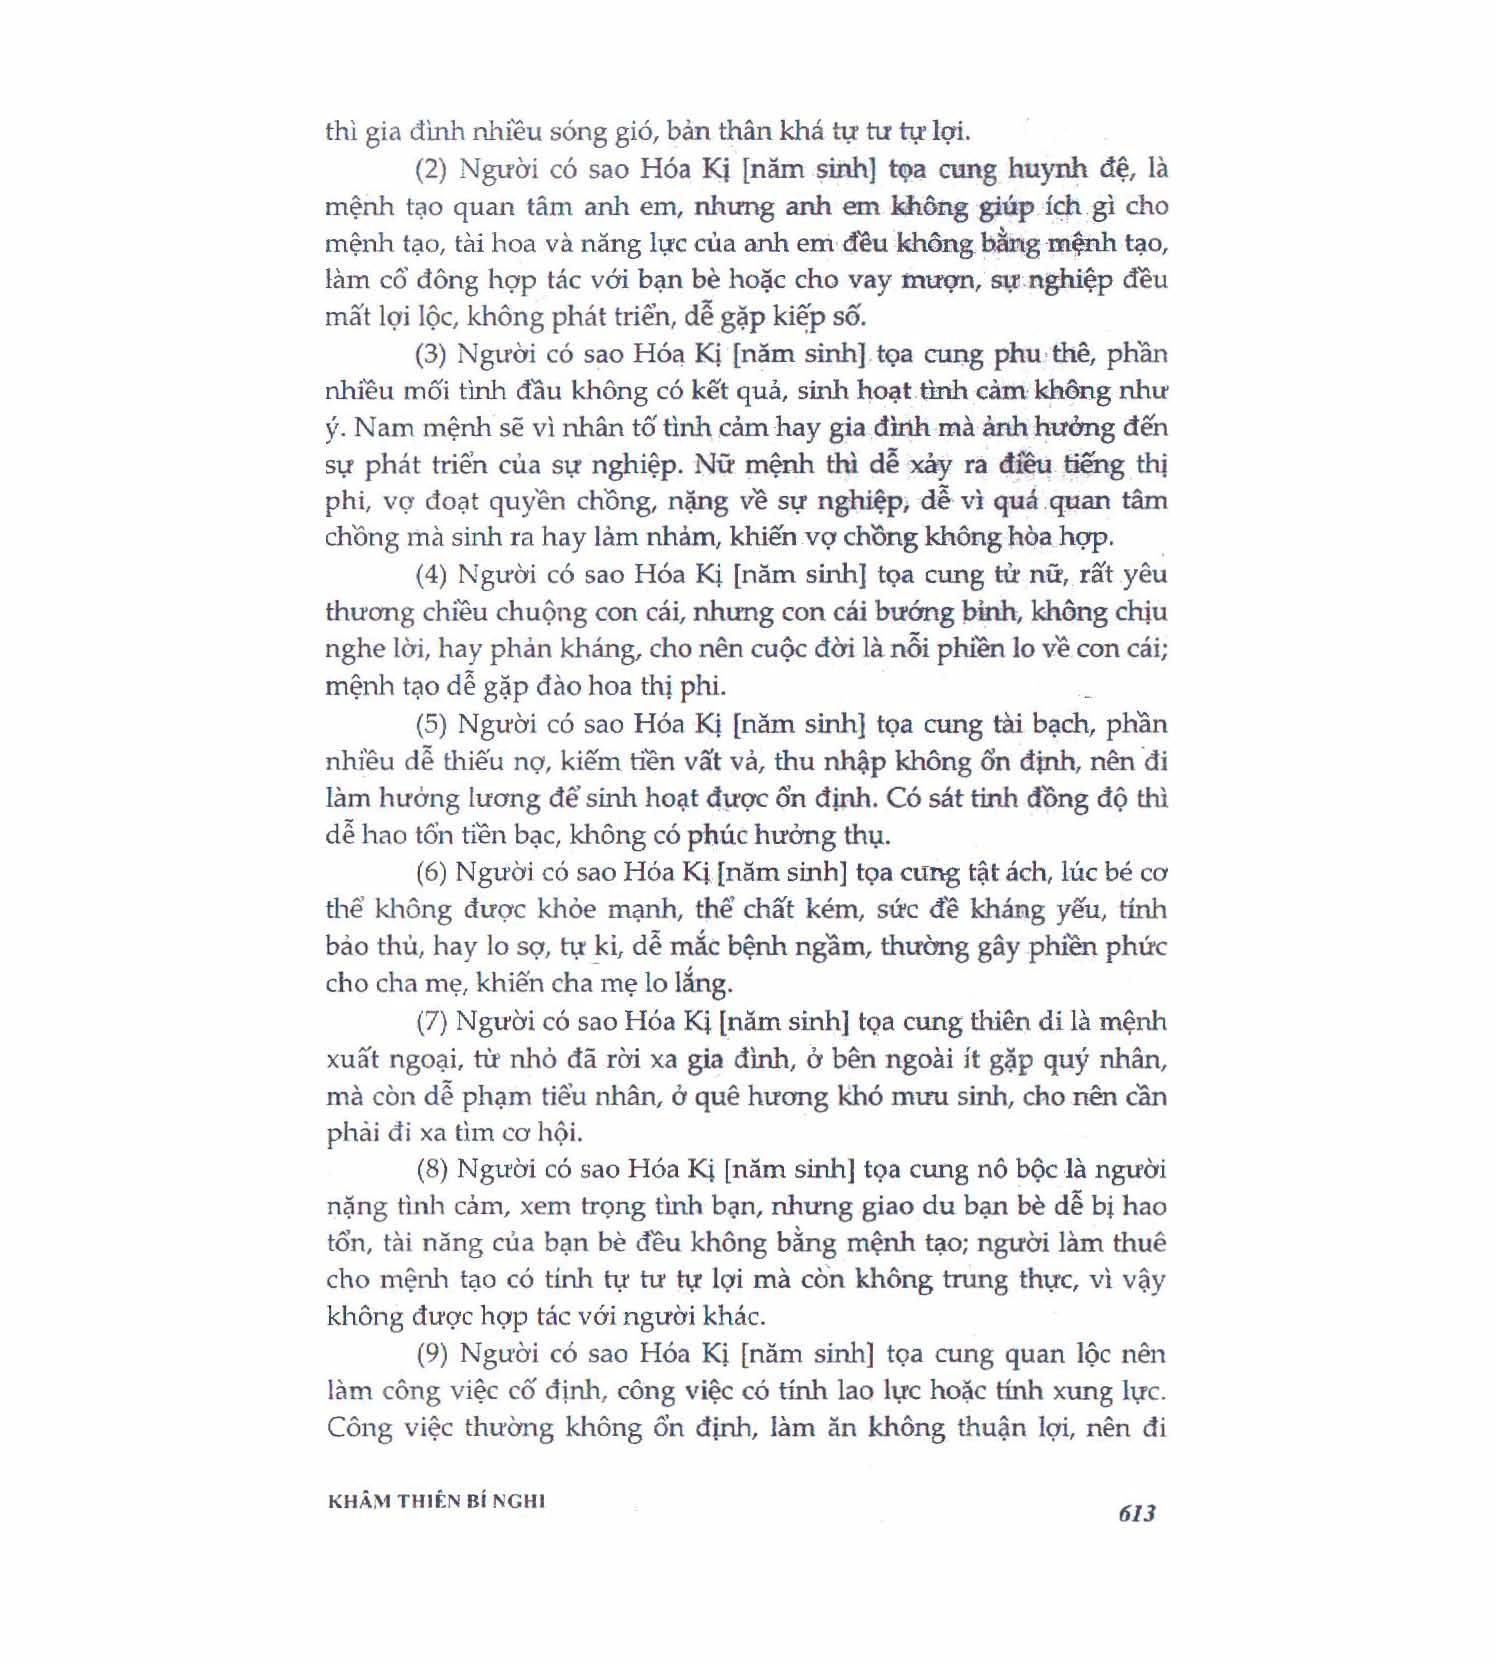 thì gia đình nhiều sóng gió, bản thân khá tự tư tự lợi.
(2) Người có sao Hóa Kị [năm sinh] tọa cung huynh đệ, là
mệnh tạo quan tâm anh em, nhưng anh em không giúp ích gì cho
mệnh tạo, tài hoa và năng lực của anh em đều không bằng mệnh tạo,
làm cổ đông hợp tác với bạn bè hoặc cho vay mượn, sự nghiệp đều
mất lợi lộc, không phát triển, dễ gặp kiếp số.
(3) Người có sao Hóa Kị [năm sinh] tọa cung phu thê, phần
nhiều mối tình đầu không có kết quả, sinh hoạt tình cảm không như
ý. Nam mệnh sẽ vì nhân tố tình cảm hay gia đình mà ảnh hưởng đến
sự phát triển của sự nghiệp. Nữ mệnh thì dễ xảy ra điều tiếng thị
phi, vợ đoạt quyền chồng, nặng về sự nghiệp, dễ vì quá quan tâm
chồng mà sinh ra hay lảm nhảm, khiến vợ chồng không hòa hợp.
(4) Người có sao Hóa Kị [năm sinh] tọa cung tử nữ, rất yêu
thương chiều chuộng con cái, nhưng con cái bướng bỉnh, không chịu
nghe lời, hay phản kháng, cho nên cuộc đời là nỗi phiền lo về con cái;
mệnh tạo dễ gặp đào hoa thị phi.
(5) Người có sao Hóa Kị [năm sinh] tọa cung tài bạch, phần
nhiều dễ thiếu nợ, kiếm tiền vất vả, thu nhập không ổn định, nên đi
làm hưởng lương để sinh hoạt được ổn định. Có sát tinh đồng độ thì
dễ hao tổn tiền bạc, không có phúc hưởng thụ.
(6) Người có sao Hóa Kị [năm sinh] tọa cung tật ách, lúc bé cơ
thể không được khỏe mạnh, thể chất kém, sức đề kháng yếu, tính
bảo thủ, hay lo sợ, tự kỉ, dễ mắc bệnh ngầm, thường gây phiền phức
cho cha mẹ, khiến cha mẹ lo lắng.
(7) Người có sao Hóa Kị [năm sinh] tọa cung thiên di là mệnh
xuất ngoại, từ nhỏ đã rời xa gia đình, ở bên ngoài ít gặp quý nhân,
mà còn dễ phạm tiểu nhân, ở quê hương khó mưu sinh, cho nên cần
phải đi xa tìm cơ hội.
(8) Người có sao Hóa Kị [năm sinh] tọa cung nô bộc là người
nặng tình cảm, xem trọng tình bạn, nhưng giao du bạn bè dễ bị hao
tổn, tài năng của bạn bè đều không bằng mệnh tạo; người làm thuê
cho mệnh tạo có tính tự tư tự lợi mà còn không trung thực, vì vậy
không được hợp tác với người khác.
(9) Người có sao Hóa Kị [năm sinh] tọa cung quan lộc nên
làm công việc cố định, công việc có tính lao lực hoặc tính xung lực.
Công việc thường không ổn định, làm ăn không thuận lợi, nên đi
KHÂM THIÊN BÍ NGHI
613